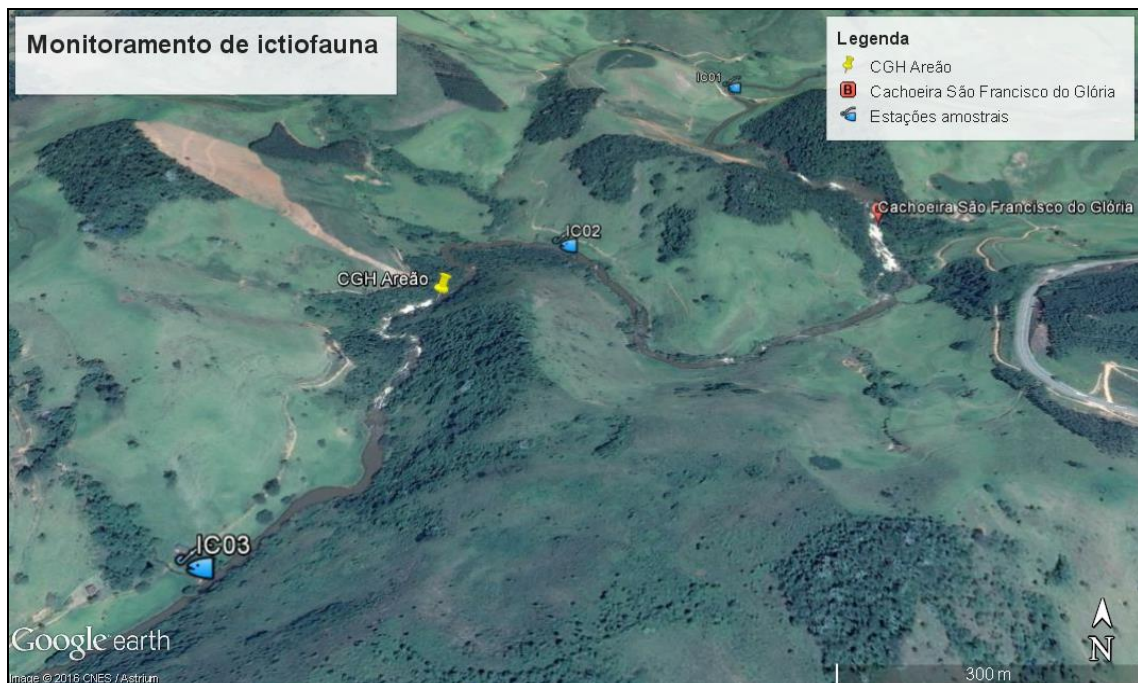 Monitoramento de ictiofauna
Legenda
CGH Areão
B Cachoeira São Francisco do Glória
Estações amostrais
IC01
Cachoeira São Francisco do Glória
IC02
CGH Areão
IC03
Google earth
N
Image © 2016 CNES / Astrium
300 m